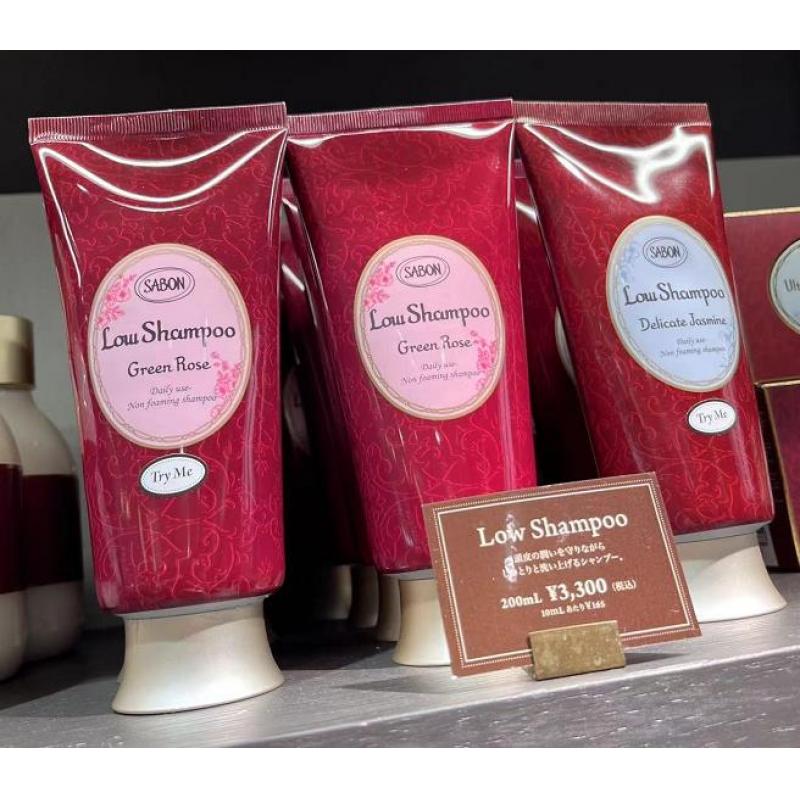 SABON
Low Shampoo
Green Rose
Daily use-
Non foaming shampoo
Try Me
SABON
Low Shampoo
Green Rose
Daily use-
Non foaming shampoo
SABON
Low Shampoo
Delicate Jasmine
Daily use-
Non foaming shampoo
Try Me
Low Shampoo
頭皮の潤いを守りながら
とりと洗い上げるシャンプー。
200mL ¥3,300 (税込)
10mL あたり¥165